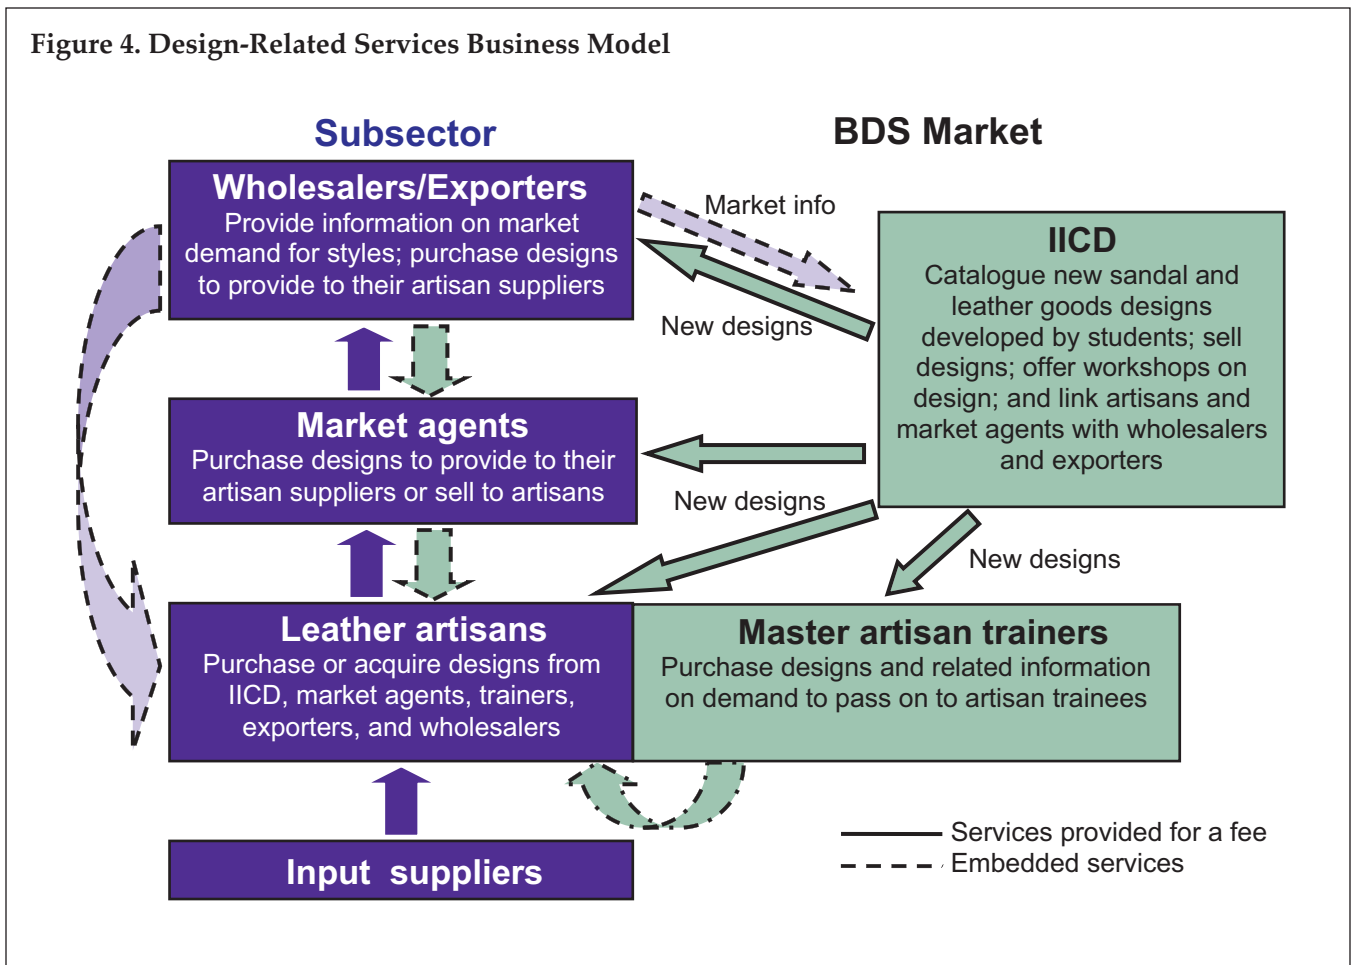 Figure 4. Design-Related Services Business Model
Subsector
BDS Market
Wholesalers/Exporters
Provide information on market
demand for styles; purchase designs
to provide to their artisan suppliers
Market info
New designs
IICD
Catalogue new sandal and
leather goods designs
developed by students; sell
designs; offer workshops on
design; and link artisans and
market agents with wholesalers
and exporters
Market agents
Purchase designs to provide to their
artisan suppliers or sell to artisans
New designs
New designs
Leather artisans
Purchase or acquire designs from
IICD, market agents, trainers,
exporters, and wholesalers
Master artisan trainers
Purchase designs and related information
on demand to pass on to artisan trainees
Input suppliers
Services provided for a fee
Embedded services